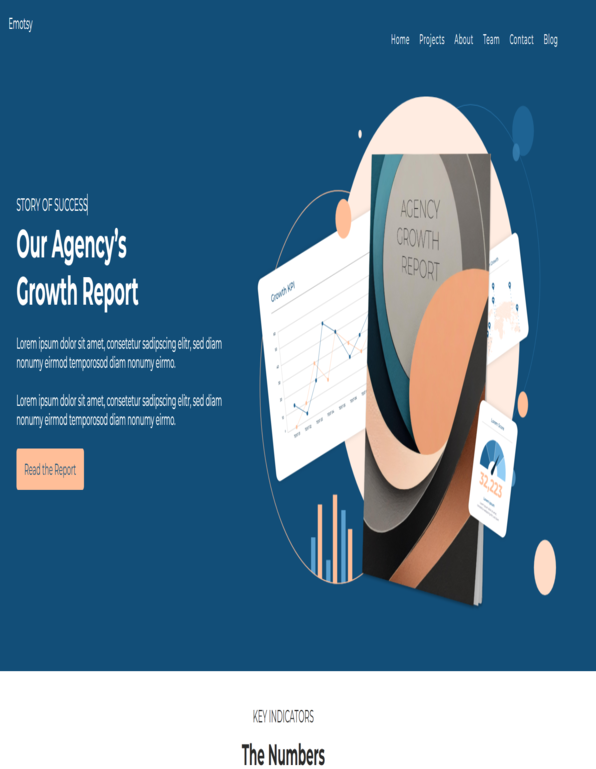 Emotsy
Home Projects About Team Contact Blog
STORY OF SUCCESS
Our Agency's
Growth Report
Lorem ipsum dolor sit amet, consetetur sadipscing elitr, sed diam
nonumy eirmod temporosod diam nonumy eirmo.
Lorem ipsum dolor sit amet, consetetur sadipscing elitr, sed diam
nonumy eirmod temporosod diam nonumy eirmo.
Read the Report
Growth KPI
AGENCY
GROWTH
REPORT
32,223
KEY INDICATORS
The Numbers